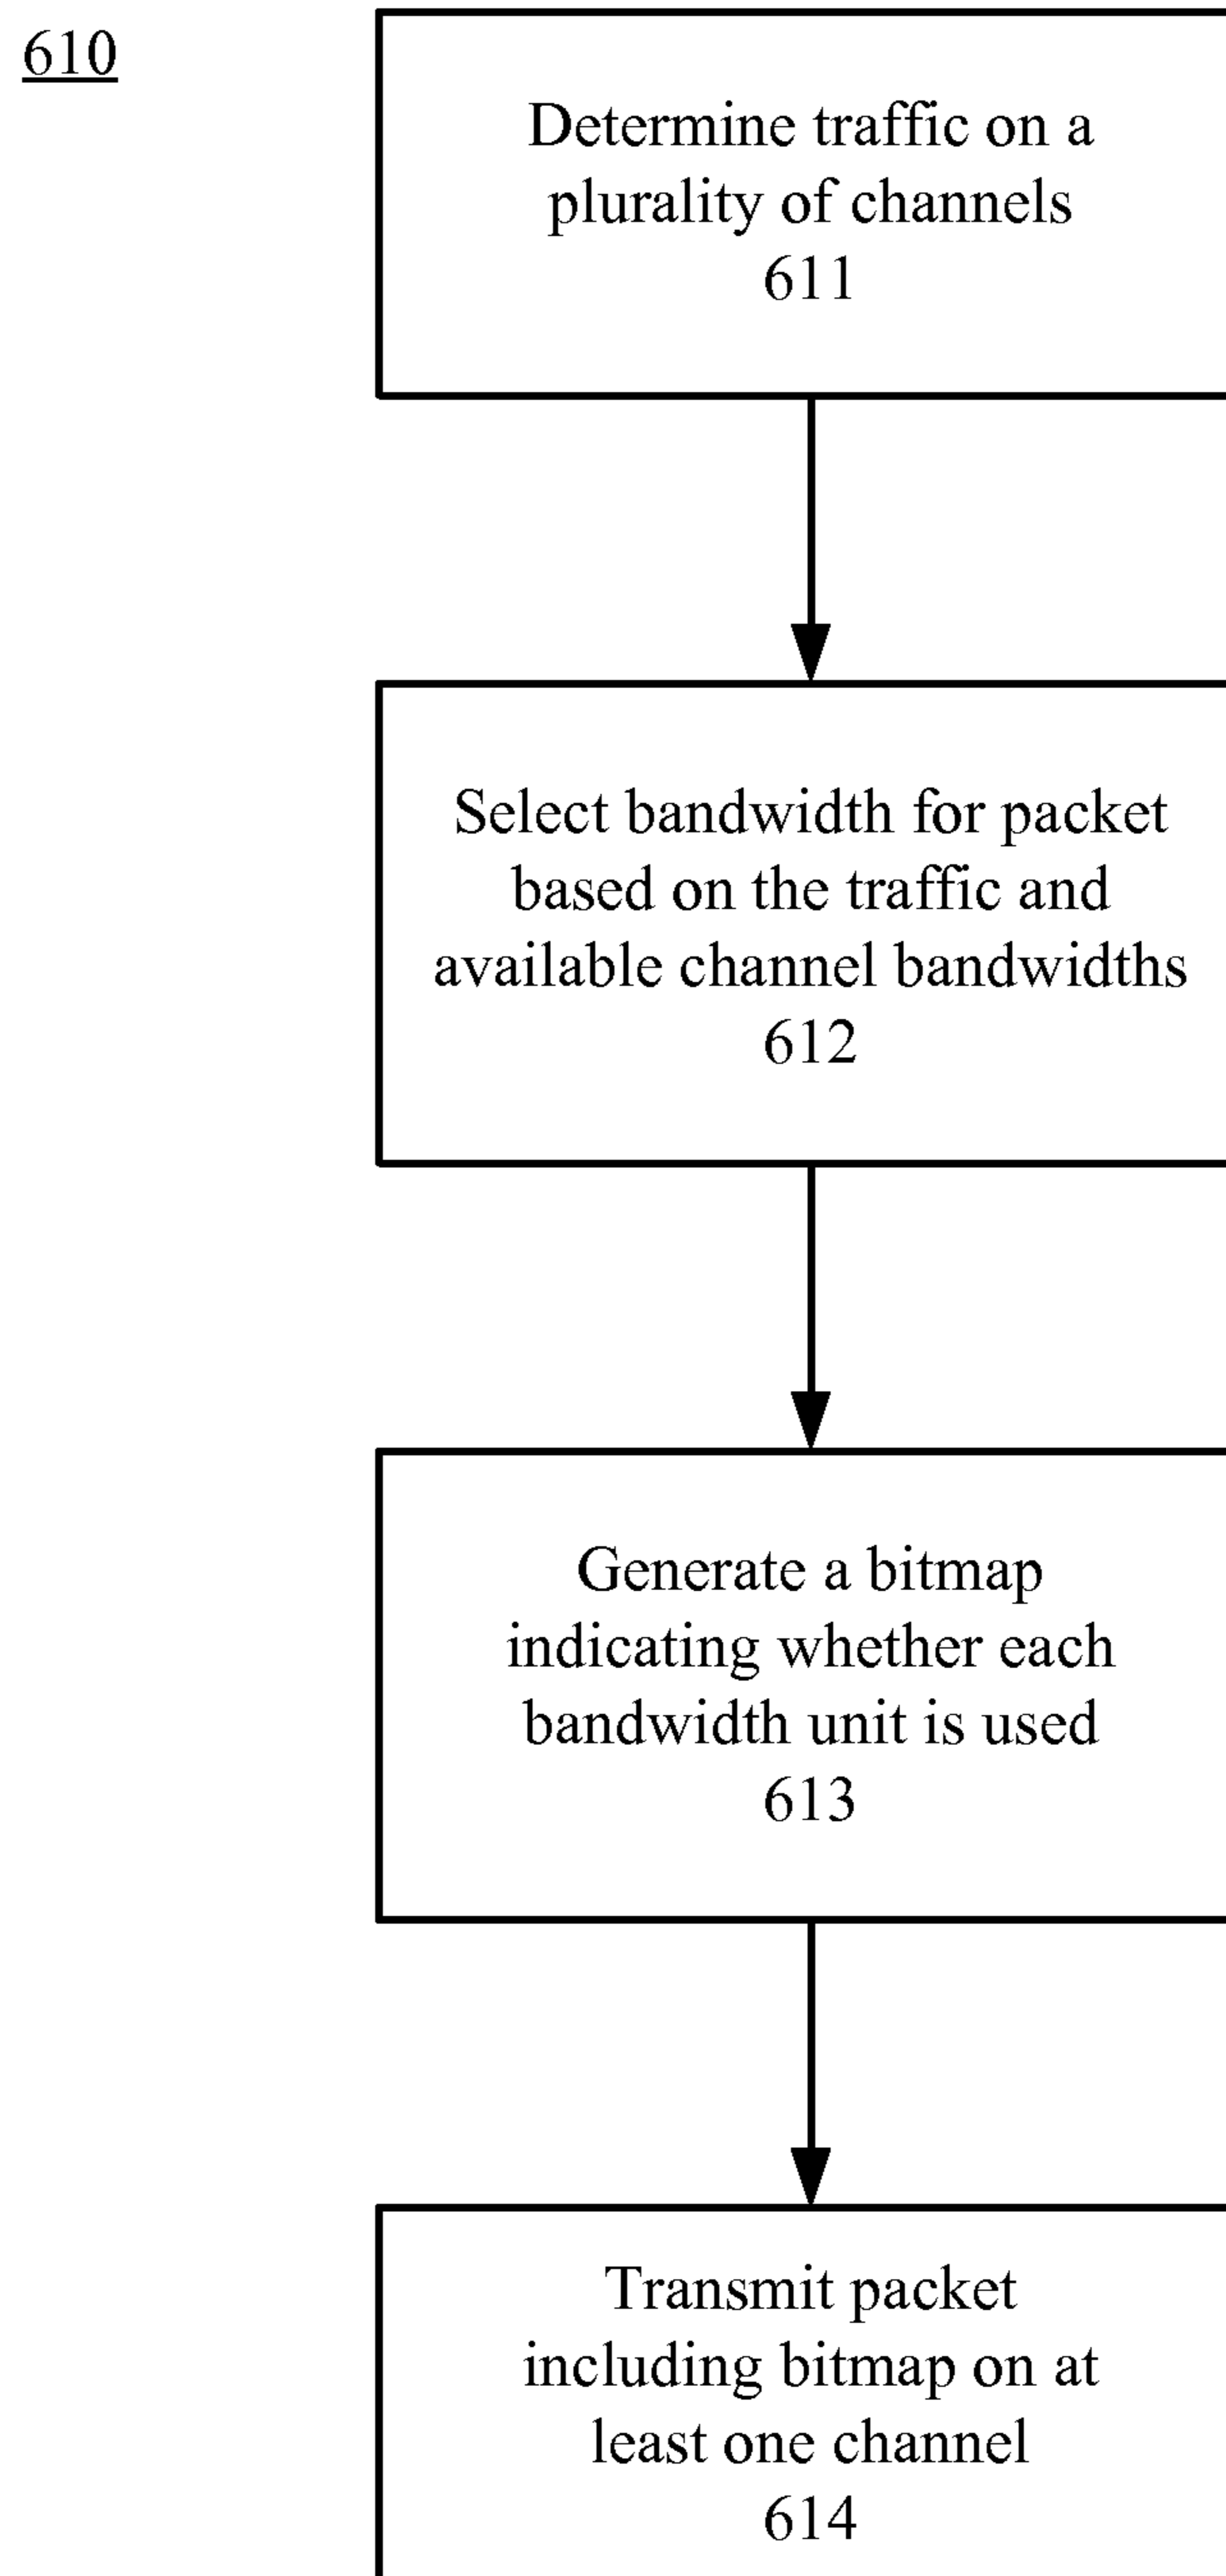 610
Determine traffic on a
plurality of channels
611
Select bandwidth for packet
based on the traffic and
available channel bandwidths
612
Generate a bitmap
indicating whether each
bandwidth unit is used
613
Transmit packet
including bitmap on at
least one channel
614